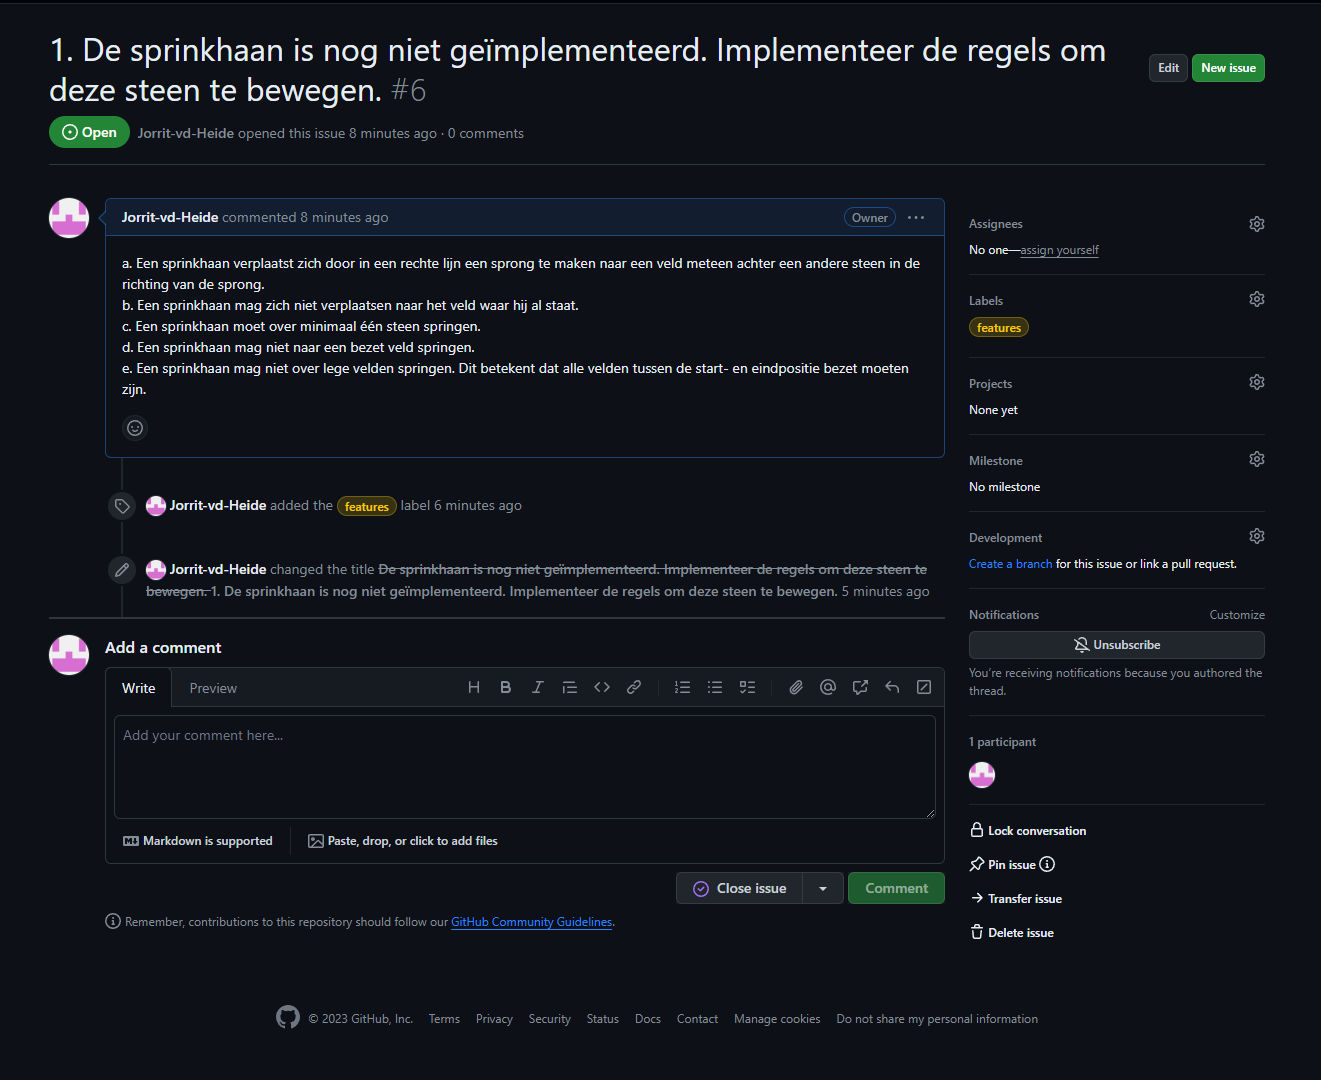 1. De sprinkhaan is nog niet geïmplementeerd. Implementeer de regels om
deze steen te bewegen. #6
Edit
New issue
Open
Jorrit-vd-Heide opened this issue 8 minutes ago · 0 comments
Jorrit-vd-Heide commented 8 minutes ago
Owner
a. Een sprinkhaan verplaatst zich door in een rechte lijn een sprong te maken naar een veld meteen achter een andere steen in de
richting van de sprong.
b. Een sprinkhaan mag zich niet verplaatsen naar het veld waar hij al staat.
c. Een sprinkhaan moet over minimaal één steen springen.
d. Een sprinkhaan mag niet naar een bezet veld springen.
e. Een sprinkhaan mag niet over lege velden springen. Dit betekent dat alle velden tussen de start- en eindpositie bezet moeten
zijn.
Jorrit-vd-Heide added the features label 6 minutes ago
Jorrit-vd-Heide changed the title De sprinkhaan is nog niet geïmplementeerd. Implementeer de regels om deze steen te
bewegen. 1. De sprinkhaan is nog niet geïmplementeerd. Implementeer de regels om deze steen te bewegen. 5 minutes ago
Add a comment
Write
Preview
Add your comment here...
Markdown is supported
Paste, drop, or click to add files
Close issue
Comment
Remember, contributions to this repository should follow our GitHub Community Guidelines.
Assignees
No one—assign yourself
Labels
features
Projects
None yet
Milestone
No milestone
Development
Create a branch for this issue or link a pull request.
Notifications
Customize
Unsubscribe
You're receiving notifications because you authored the
thread.
1 participant
Lock conversation
Pin issue
Transfer issue
Delete issue
© 2023 GitHub, Inc.
Terms
Privacy
Security
Status
Docs
Contact
Manage cookies
Do not share my personal information